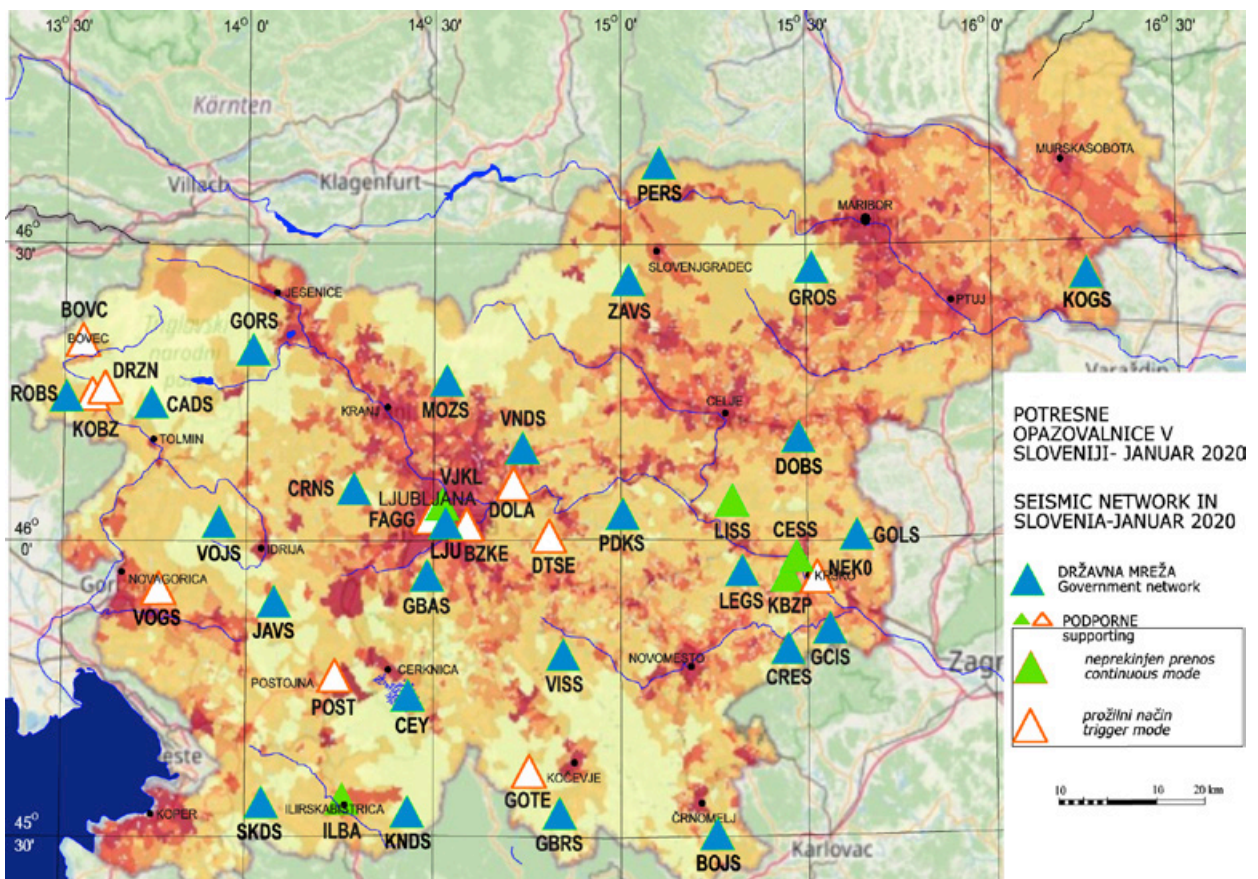 13° 30'
14° O
14° 30'
15° O
15° 30'
16° O
16° 30'
Kärnten
Villach
Klagenfurt
MURSKASOBOTA
PERS
MARIBOR
46
30'
SLOVENJGRADEC
JESENICE
ZAVS
GROS
PTUJ
KOGS
BOVC
BOVEC
GORS
narodni
Varaždin
DRZN
ROBS
CADS
KOBZ
KRANJ
MOZS
CELJE
TOLMIN
VNDS
DOBS
CRNS
VJKL
LJUBLJANA
FAGG
DOLA
LISS
CESS
46°
0'
VOJS
IDRIJA
LJU
BZKE
DTSE
PDKS
GOLS
NEK0
NOVAGORICA
KRŠKO
VOGS
JAVS
GBAS
LEGS
KBZP
GCIS
CERKNICA
NOVOMESTO
CRES
Zagr
POSTOJNA
POST
CEY
VISS
este
GOTE
KOČEVJE
KOPER
SKDS
ILIRSKABISTRICA
ILBA
KNDS
GBRS
ČRNOMELJ
BOJS
Karlovac
45
30'
POTRESNE
OPAZOVALNICE V
SLOVENIJI- JANUAR 2020
SEISMIC NETWORK IN
SLOVENIA-JANUAR 2020
DRŽAVNA MREŽA
Government network
PODPORNE
supporting
neprekinjen prenos
continuous mode
prožilni način
trigger mode
10 10 20 km